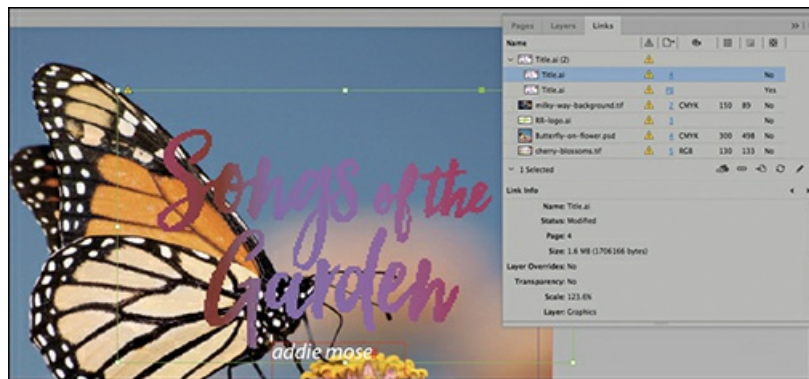 Pages Layers Links
Name
Title.ai (2)
Title.ai 4 No
Title.ai Yes
milky-way-background.tif 2 CMYK 150 89 No
RB-logo.ai 3
Butterfly-on-flower.psd 4 CMYK 300 498 No
cherry-blossoms.tif 5 RGB 130 133 No
1 Selected
Link Info
Name: Title.ai
Status: Modified
Page: 4
Size: 1.6 MB (1706166 bytes)
Layer Overrides: No
Transparency: No
Scale: 123.6%
Layer: Graphics
Songs of the
Garden
addie mose